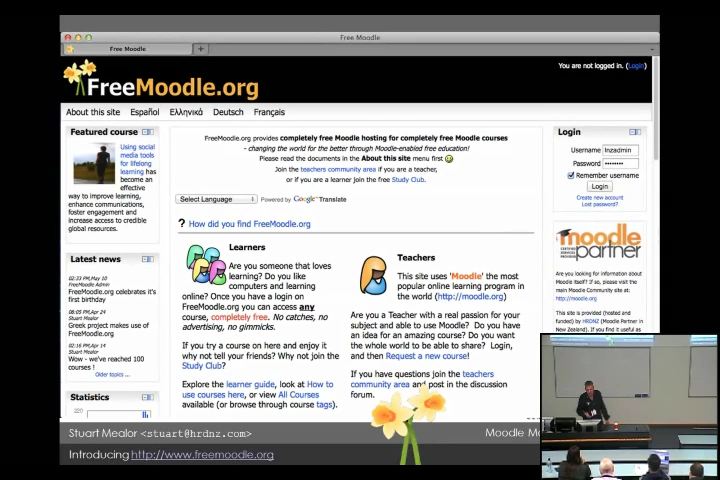 Free Moodle
Free Moodle
You are not logged in. (Login)
FreeMoodle.org
About this site Español Ελληνικά Deutsch Français
Featured course
Using social
media tools
for lifelong
learning has
become an
effective
way to improve learning,
enhance communications,
foster engagement and
increase access to credible
global resources.
Latest news
02:33 PM, May 10
FreeMoodle Admin
FreeMoodle.org celebrates it's
first birthday
08:05 PM, Apr 24
Stuart Mealor
Greek project makes use of
FreeMoodle.org
02:16 PM, Apr 14
Stuart Mealor
Wow - we've reached 100
courses !
Older topics ...
Statistics
FreeMoodle.org provides completely free Moodle hosting for completely free Moodle courses
- changing the world for the better through Moodle-enabled free education!
Please read the documents in the About this site menu first
Join the teachers community area if you are a teacher,
or if you are a learner join the free Study Club.
Select Language Powered by Google™ Translate
? How did you find FreeMoodle.org
Learners
Are you someone that loves
learning? Do you like
computers and learning
online? Once you have a login on
FreeMoodle.org you can access any
course, completely free. No catches, no
advertising, no gimmicks.
If you try a course on here and enjoy it
why not tell your friends? Why not join the
Study Club?
Explore the learner guide, look at How to
use courses here, or view All Courses
available (or browse through course tags).
Teachers
This site uses 'Moodle' the most
popular online learning program in
the world (http://moodle.org)
Are you a Teacher with a real passion for your
subject and able to use Moodle? Do you have
an idea for an amazing course? Do you want
the whole world to be able to share? Login,
and then Request a new course!
If you have questions join the teachers
community area and post in the discussion
forum.
Login
Username lnzadmin
Password
Remember username
Login
Create new account
Lost password?
moodle
CERTIFIED
SERVICES
PROVIDER
partner
Are you looking for information
about Moodle itself? If so, please
visit the main Moodle Community site
at:
http://moodle.org
This site is provided (hosted and
funded) by HRDNZ (Moodle Partner
in New Zealand). If you find it useful as
Stuart Mealor <stuart@hrdnz.com>
Moodle Mo
Introducing http://www.freemoodle.org